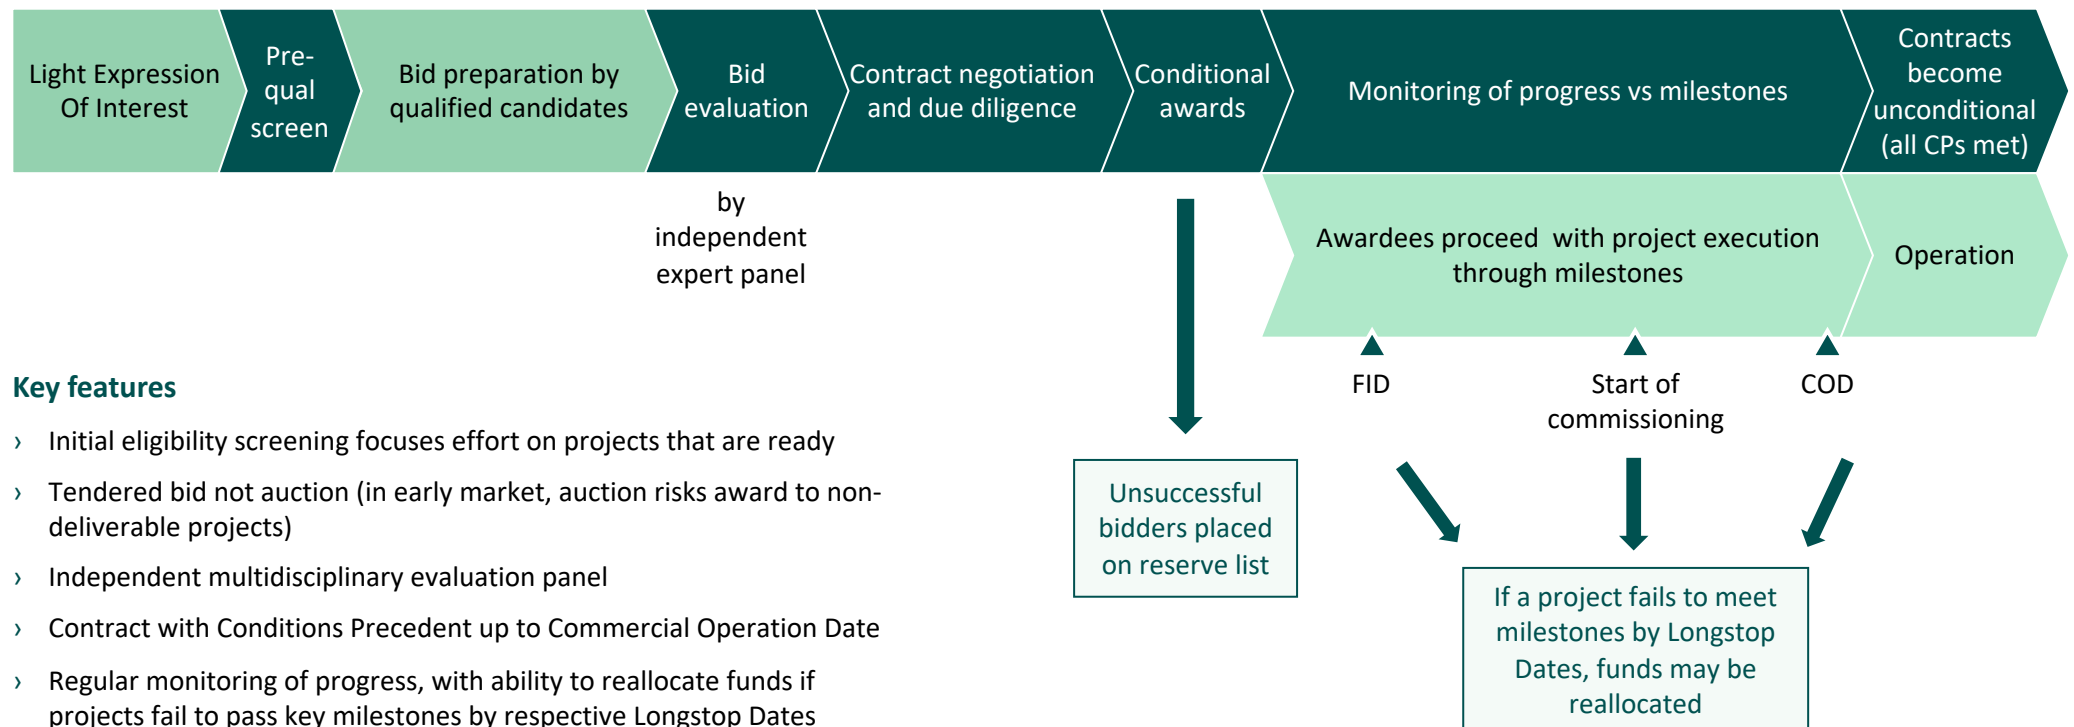 Light Expression
Of Interest
Pre-
qual
screen
Bid preparation by
qualified candidates
Bid
evaluation
Contract negotiation
and due diligence
Conditional
awards
Monitoring of progress vs milestones
Contracts
become
unconditional
(all CPs met)
by
independent
expert panel
Awardees proceed  with project execution
through milestones
Operation
FID
Start of
commissioning
COD
Unsuccessful
bidders placed
on reserve list
If a project fails to meet
milestones by Longstop
Dates, funds may be
reallocated
Key features
› Initial eligibility screening focuses effort on projects that are ready
› Tendered bid not auction (in early market, auction risks award to non-
deliverable projects)
› Independent multidisciplinary evaluation panel
› Contract with Conditions Precedent up to Commercial Operation Date
› Regular monitoring of progress, with ability to reallocate funds if
projects fail to pass key milestones by respective Longstop Dates